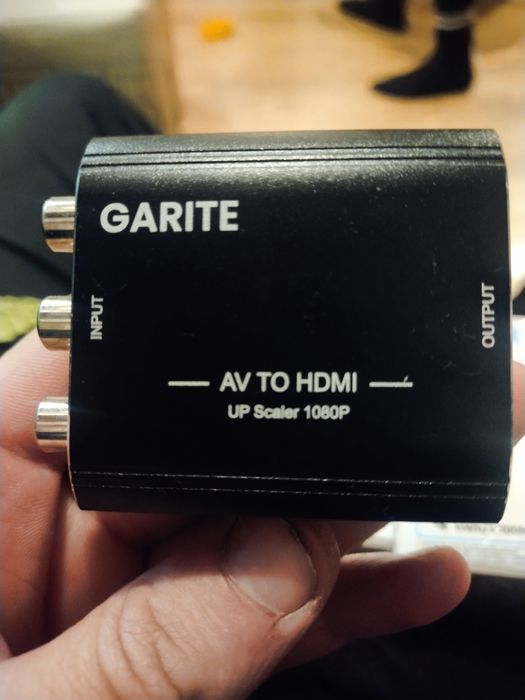 GARITE
INPUT
OUTPUT
AV TO HDMI
UP Scaler 1080P